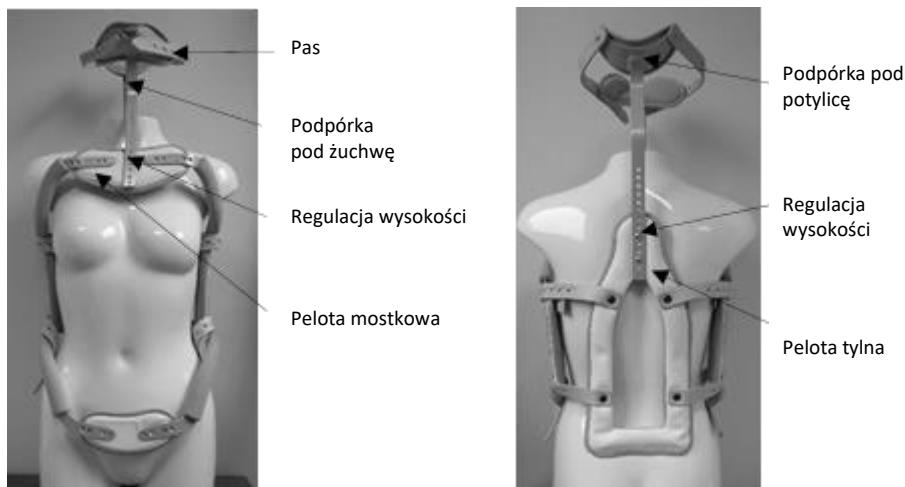 Pas
Podpórka
pod żuchwę
Regulacja wysokości
Pelota mostkowa
Podpórka pod
potylicę
Regulacja
wysokości
Pelota tylna